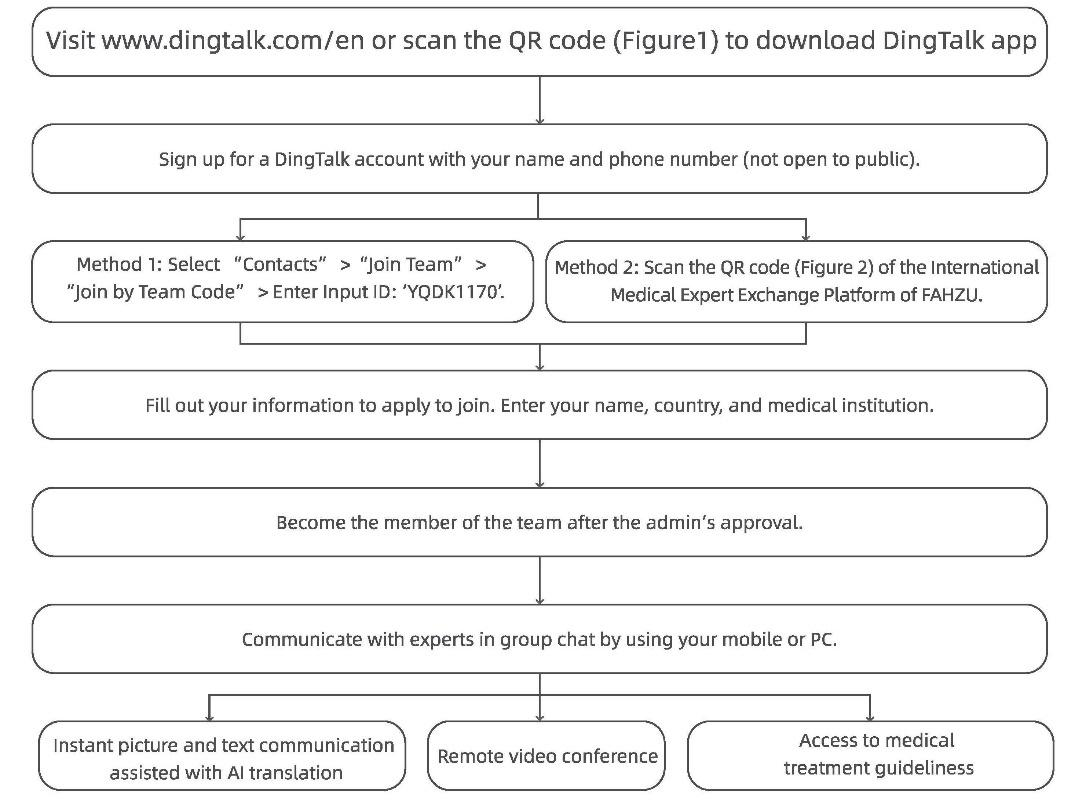 Visit www.dingtalk.com/en or scan the QR code (Figure1) to download DingTalk app
Sign up for a DingTalk account with your name and phone number (not open to public).
Method 1: Select “Contacts” > “Join Team” >
“Join by Team Code” > Enter Input ID: ‘YQDK1170’.
Method 2: Scan the QR code (Figure 2) of the International
Medical Expert Exchange Platform of FAHZU.
Fill out your information to apply to join. Enter your name, country, and medical institution.
Become the member of the team after the admin’s approval.
Communicate with experts in group chat by using your mobile or PC.
Instant picture and text communication
assisted with AI translation
Remote video conference
Access to medical
treatment guideliness